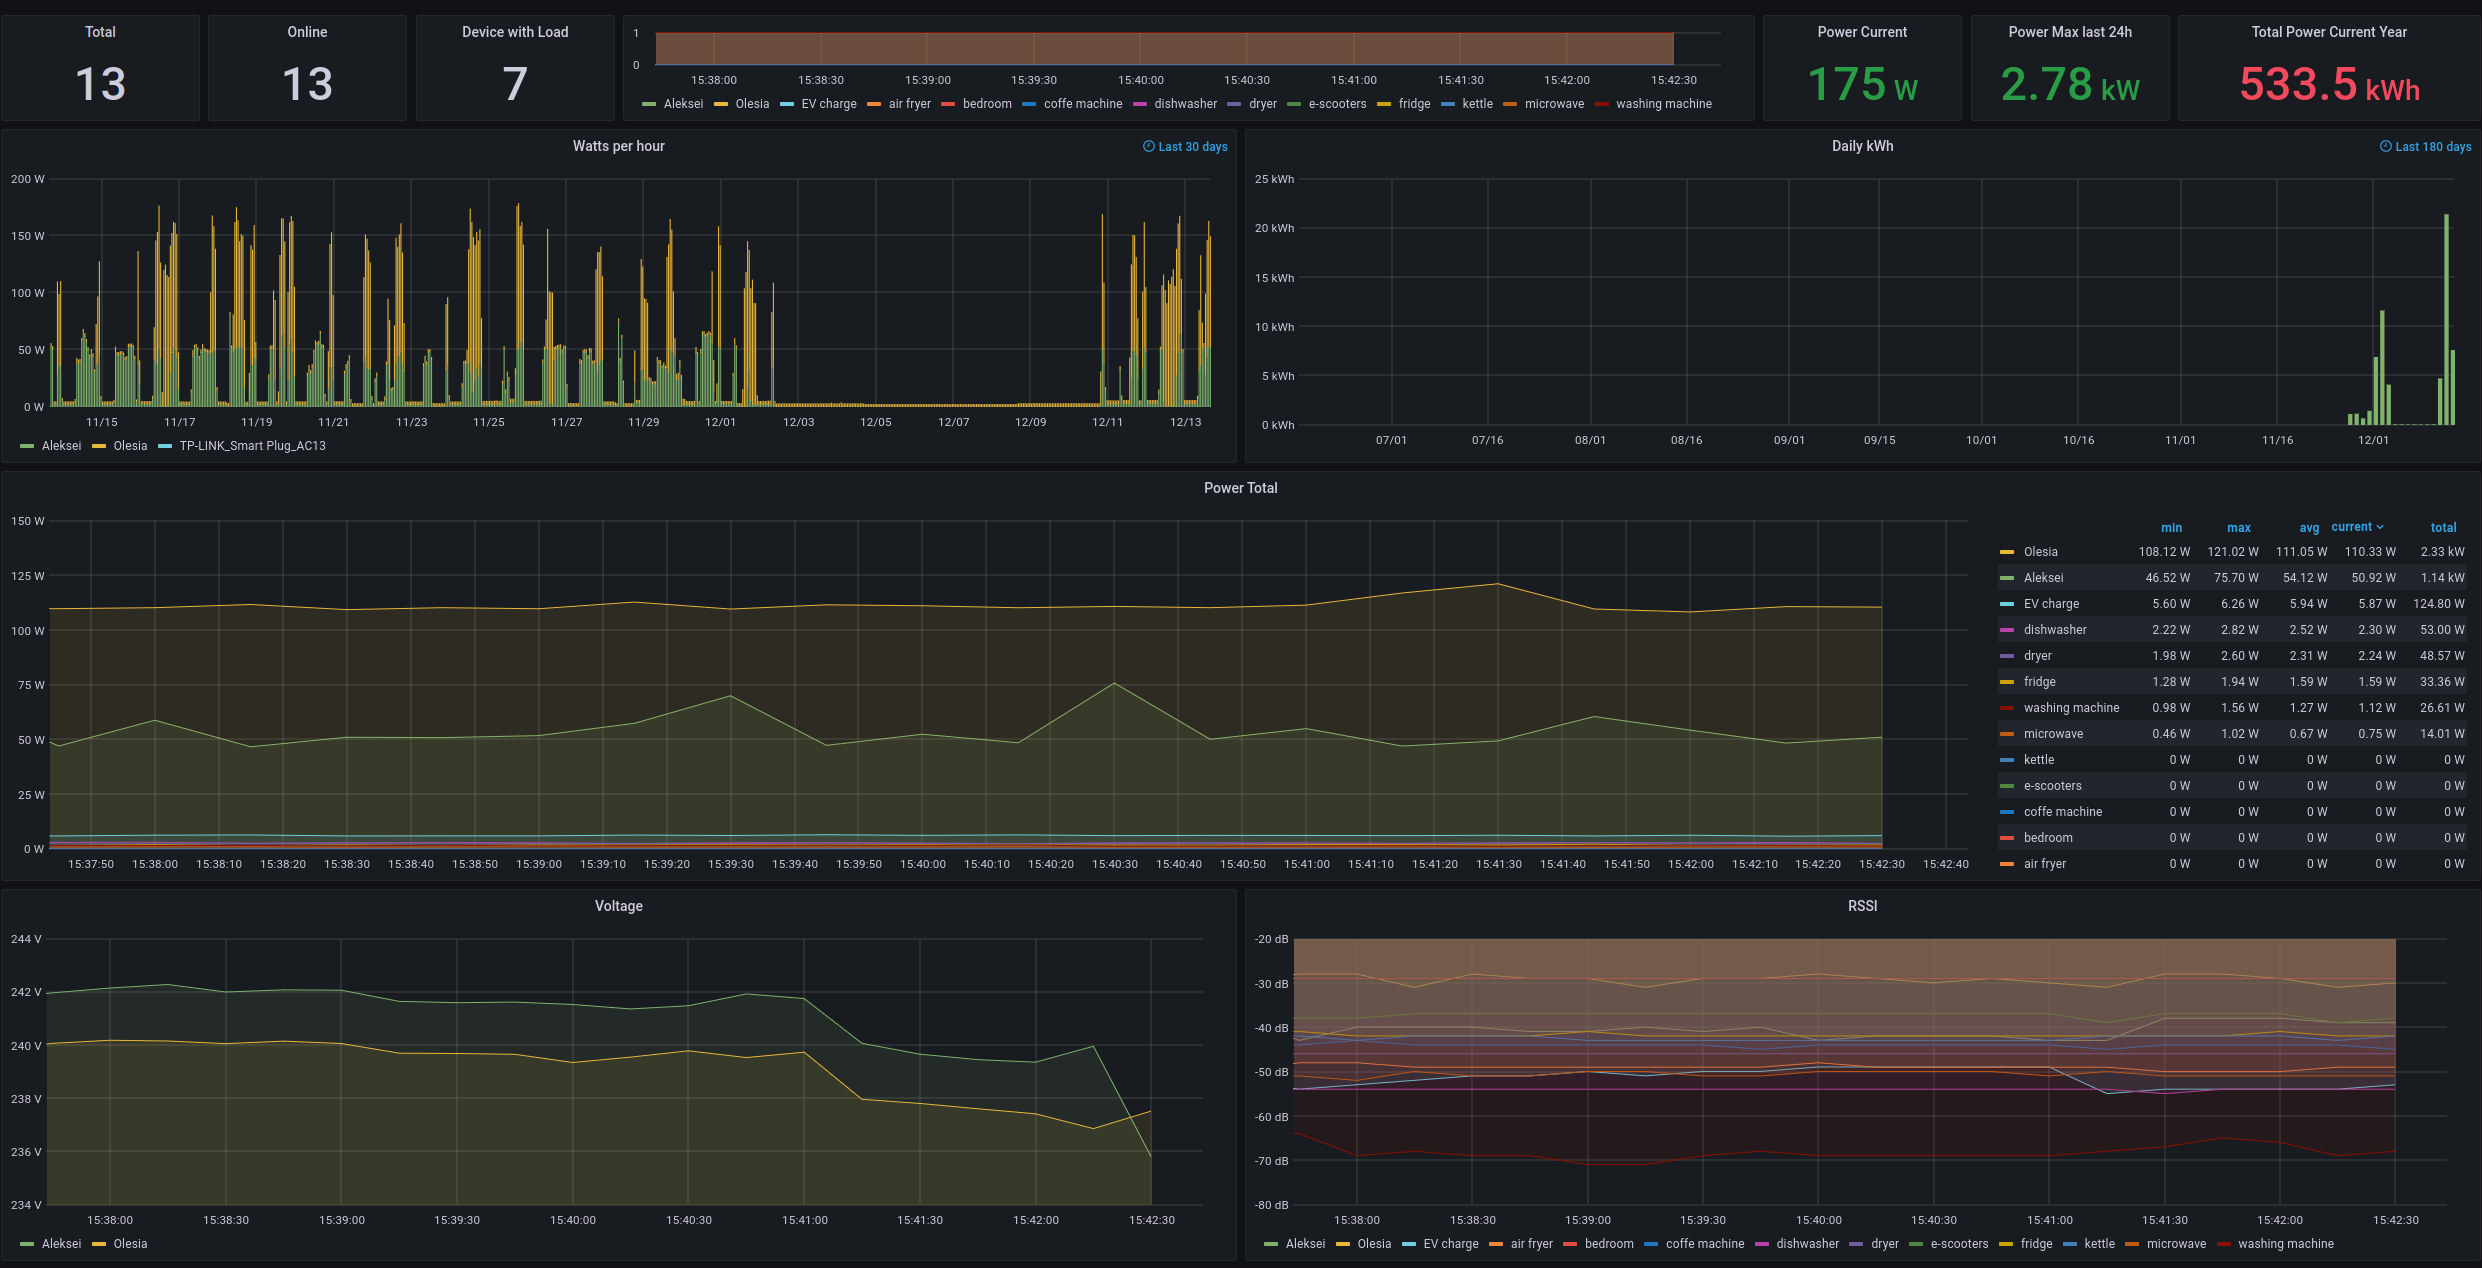 Total
13
Online
13
Device with Load
7
1
0
15:38:00 15:38:30 15:39:00 15:39:30 15:40:00 15:40:30 15:41:00 15:41:30 15:42:00 15:42:30
Aleksei Olesia EV charge air fryer bedroom coffe machine dishwasher dryer e-scooters fridge kettle microwave washing machine
Power Current
175 W
Power Max last 24h
2.78 kW
Total Power Current Year
533.5 kWh
Watts per hour
Last 30 days
200 W
150 W
100 W
50 W
0 W
11/15 11/17 11/19 11/21 11/23 11/25 11/27 11/29 12/01 12/03 12/05 12/07 12/09 12/11 12/13
Aleksei Olesia TP-LINK_Smart Plug_AC13
Daily kWh
Last 180 days
25 kWh
20 kWh
15 kWh
10 kWh
5 kWh
0 kWh
07/01 07/16 08/01 08/16 09/01 09/15 10/01 10/16 11/01 11/16 12/01
Power Total
150 W
125 W
100 W
75 W
50 W
25 W
0 W
15:37:50 15:38:00 15:38:10 15:38:20 15:38:30 15:38:40 15:38:50 15:39:00 15:39:10 15:39:20 15:39:30 15:39:40 15:39:50 15:40:00 15:40:10 15:40:20 15:40:30 15:40:40 15:40:50 15:41:00 15:41:10 15:41:20 15:41:30 15:41:40 15:41:50 15:42:00 15:42:10 15:42:20 15:42:30 15:42:40
min max avg current total
Olesia 108.12 W 121.02 W 111.05 W 110.33 W 2.33 kW
Aleksei 46.52 W 75.70 W 54.12 W 50.92 W 1.14 kW
EV charge 5.60 W 6.26 W 5.94 W 5.87 W 124.80 W
dishwasher 2.22 W 2.82 W 2.52 W 2.30 W 53.00 W
dryer 1.98 W 2.60 W 2.31 W 2.24 W 48.57 W
fridge 1.28 W 1.94 W 1.59 W 1.59 W 33.36 W
washing machine 0.98 W 1.56 W 1.27 W 1.12 W 26.61 W
microwave 0.46 W 1.02 W 0.67 W 0.75 W 14.01 W
kettle 0 W 0 W 0 W 0 W 0 W
e-scooters 0 W 0 W 0 W 0 W 0 W
coffe machine 0 W 0 W 0 W 0 W 0 W
bedroom 0 W 0 W 0 W 0 W 0 W
air fryer 0 W 0 W 0 W 0 W 0 W
Voltage
244 V
242 V
240 V
238 V
236 V
234 V
15:38:00 15:38:30 15:39:00 15:39:30 15:40:00 15:40:30 15:41:00 15:41:30 15:42:00 15:42:30
Aleksei Olesia
RSSI
-20 dB
-30 dB
-40 dB
-50 dB
-60 dB
-70 dB
-80 dB
15:38:00 15:38:30 15:39:00 15:39:30 15:40:00 15:40:30 15:41:00 15:41:30 15:42:00 15:42:30
Aleksei Olesia EV charge air fryer bedroom coffe machine dishwasher dryer e-scooters fridge kettle microwave washing machine